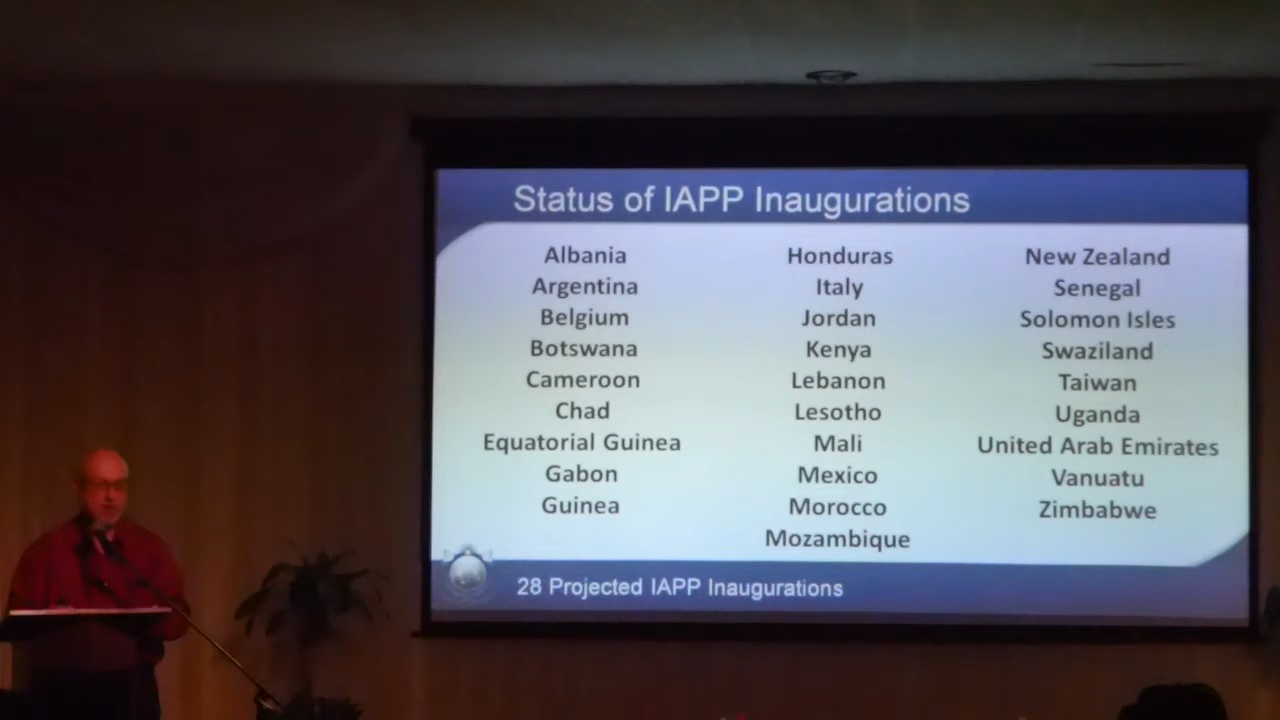 Status of IAPP Inaugurations
Albania
Argentina
Belgium
Botswana
Cameroon
Chad
Equatorial Guinea
Gabon
Guinea
Honduras
Italy
Jordan
Kenya
Lebanon
Lesotho
Mali
Mexico
Morocco
Mozambique
New Zealand
Senegal
Solomon Isles
Swaziland
Taiwan
Uganda
United Arab Emirates
Vanuatu
Zimbabwe
28 Projected IAPP Inaugurations